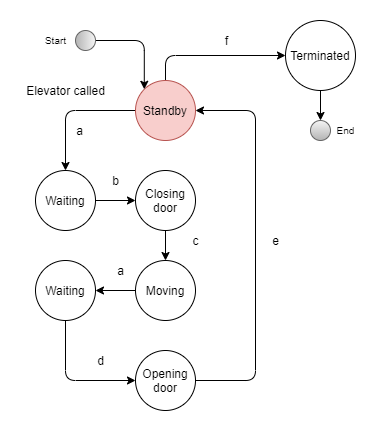 Start
f
Terminated
Elevator called
Standby
a
End
b
Waiting
Closing
door
c
e
a
Waiting
Moving
d
Opening
door